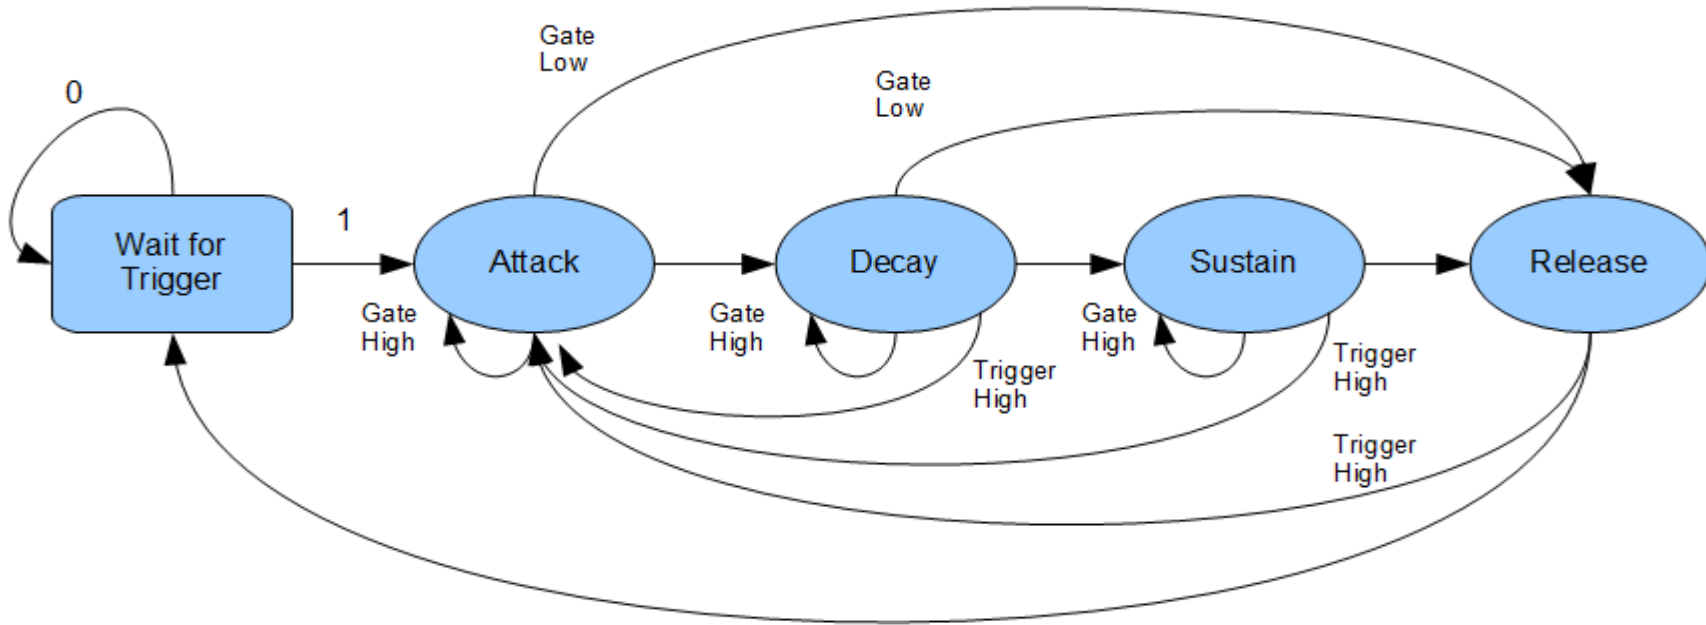 Gate
Low
Gate
Low
0
1
Wait for
Trigger
Attack
Decay
Sustain
Release
Gate
High
Gate
High
Gate
High
Trigger
High
Trigger
High
Trigger
High